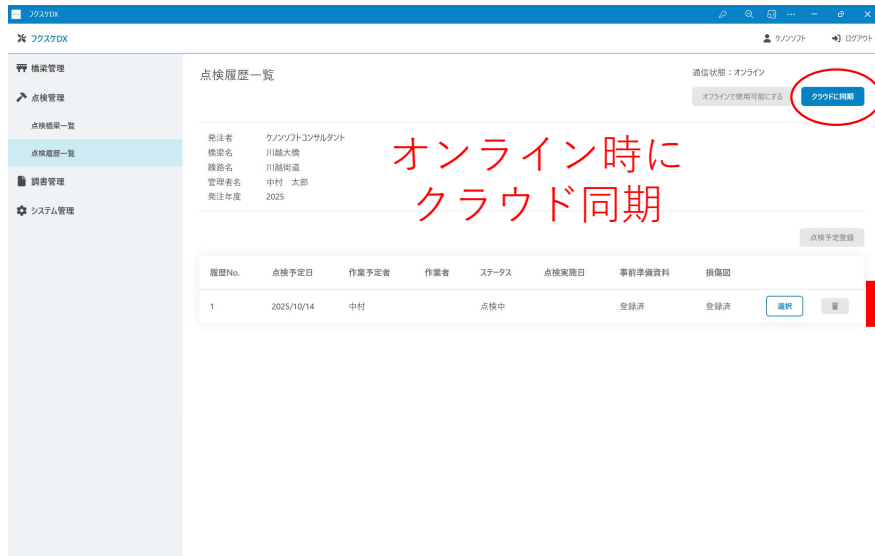 フクスケDX
フクスケDX
ケノンソフト ログアウト
橋梁管理
点検管理
点検橋梁一覧
点検履歴一覧
調書管理
システム管理
点検履歴一覧
通信状態：オンライン
オフラインで使用可能にする クラウドに同期
発注者 ケノンソフトコンサルタント
橋梁名 川越大橋
線路名 川越街道
管理者名 中村 太郎
発注年度 2025
オンライン時に
クラウド同期
点検予定登録
履歴No. 点検予定日 作業予定者 作業者 ステータス 点検実施日 事前準備資料 損傷図
1 2025/10/14 中村 点検中 登録済 登録済 選択